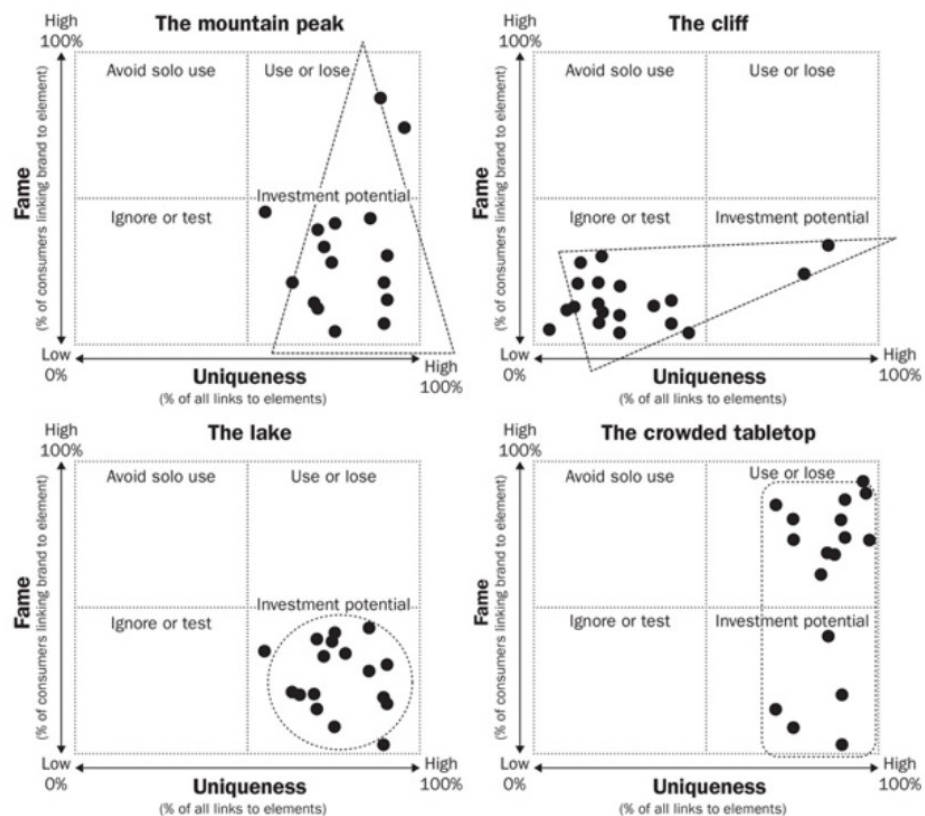 The mountain peak
High
100%
Avoid solo use
Use or lose
Fame
(% of consumers linking brand to element)
Investment potential
Ignore or test
Low
0%
High
100%
Uniqueness
(% of all links to elements)
The cliff
High
100%
Avoid solo use
Use or lose
Fame
(% of consumers linking brand to element)
Ignore or test
Investment potential
Low
0%
High
100%
Uniqueness
(% of all links to elements)
The lake
High
100%
Avoid solo use
Use or lose
Fame
(% of consumers linking brand to element)
Investment potential
Ignore or test
Low
0%
High
100%
Uniqueness
(% of all links to elements)
The crowded tabletop
High
100%
Avoid solo use
Use or lose
Fame
(% of consumers linking brand to element)
Ignore or test
Investment potential
Low
0%
High
100%
Uniqueness
(% of all links to elements)